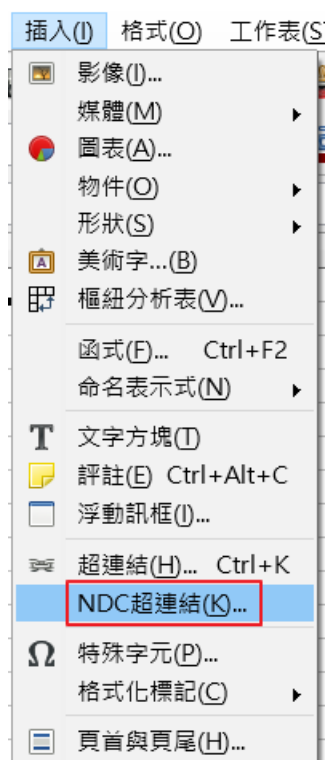 插入(I) 格式(O) 工作表(S
影像(I)...
媒體(M)
圖表(A)...
物件(O)
形狀(S)
美術字...(B)
樞紐分析表(V)...
函式(F)... Ctrl+F2
命名表示式(N)
文字方塊(T)
評註(E) Ctrl+Alt+C
浮動訊框(I)...
超連結(H)... Ctrl+K
NDC超連結(K)...
特殊字元(P)...
格式化標記(C)
頁首與頁尾(H)...